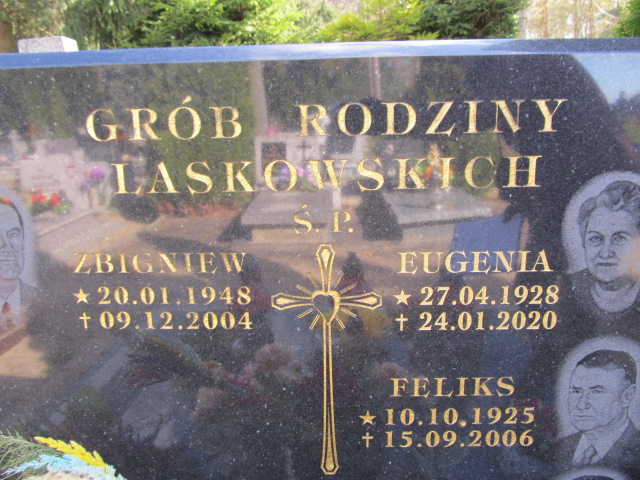 GRÓB RODZINY
LASKOWSKICH
Ś. P.
ZBIGNIEW
★ 20.01.1948
✝ 09.12.2004
EUGENIA
★ 27.04.1928
✝ 24.01.2020
FELIKS
★ 10.10.1925
✝ 15.09.2006